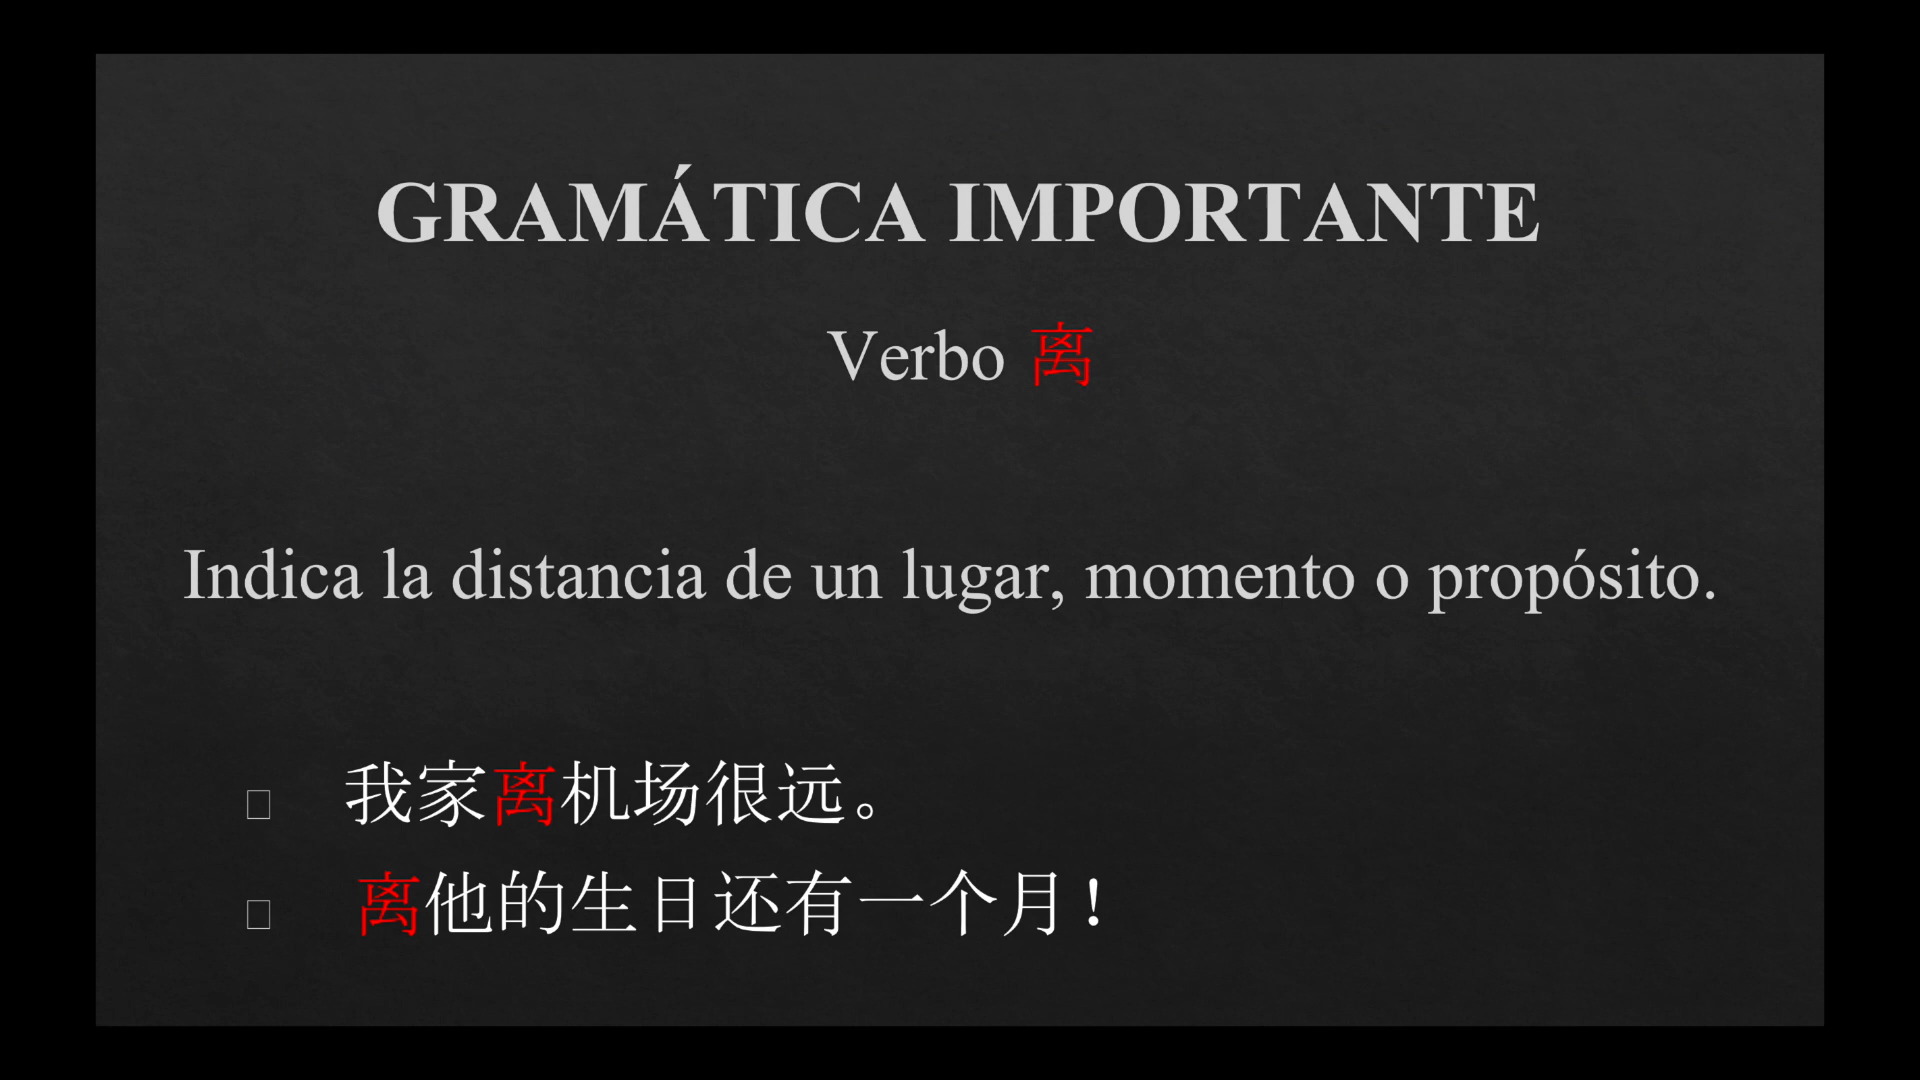 GRAMÁTICA IMPORTANTE
Verbo 离
Indica la distancia de un lugar, momento o propósito.
我家离机场很远。
离他的生日还有一个月！